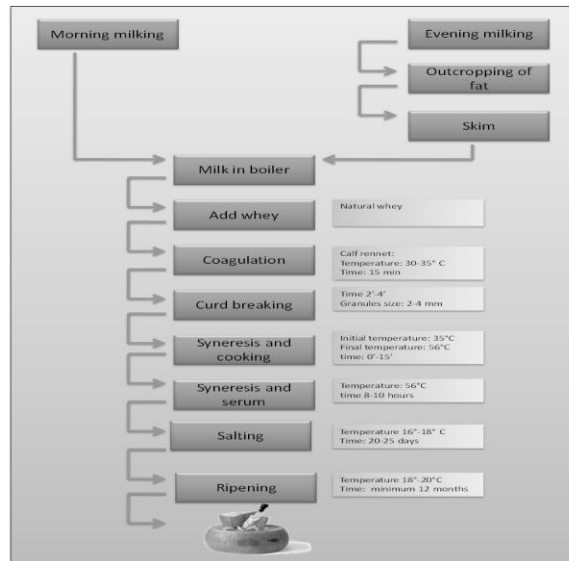 Morning milking
Evening milking
Outcropping of
fat
Skim
Milk in boiler
Add whey
Natural whey
Coagulation
Calf rennet:
Temperature: 30-35° C
Time: 15 min
Curd breaking
Time 2'-4'
Granules size: 2-4 mm
Syneresis and
cooking
Initial temperature: 35°C
Final temperature: 56°C
time: 0'-15'
Syneresis and
serum
Temperature: 56°C
time 8-10 hours
Salting
Temperature 16°-18° C
Time: 20-25 days
Ripening
Temperature 18°-20°C
Time: minimum 12 months